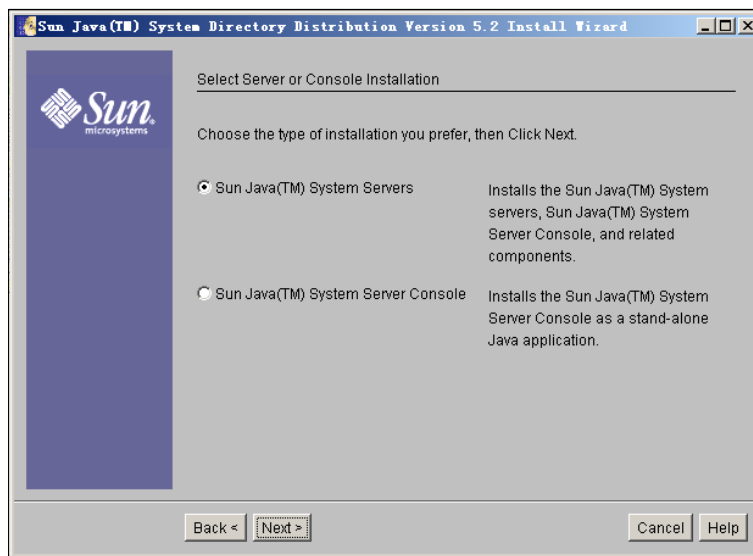 Sun Java(TM) System Directory Distribution Version 5.2 Install Wizard
Sun
microsystems
Select Server or Console Installation
Choose the type of installation you prefer, then Click Next.
Sun Java(TM) System Servers
Installs the Sun Java(TM) System
servers, Sun Java(TM) System
Server Console, and related
components.
Sun Java(TM) System Server Console
Installs the Sun Java(TM) System
Server Console as a stand-alone
Java application.
Back <
Next >
Cancel
Help